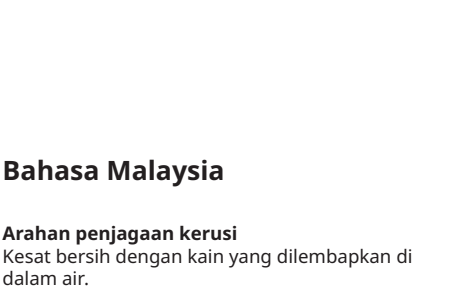 Bahasa Malaysia
Arahan penjagaan kerusi
Kesat bersih dengan kain yang dilembapkan di
dalam air.